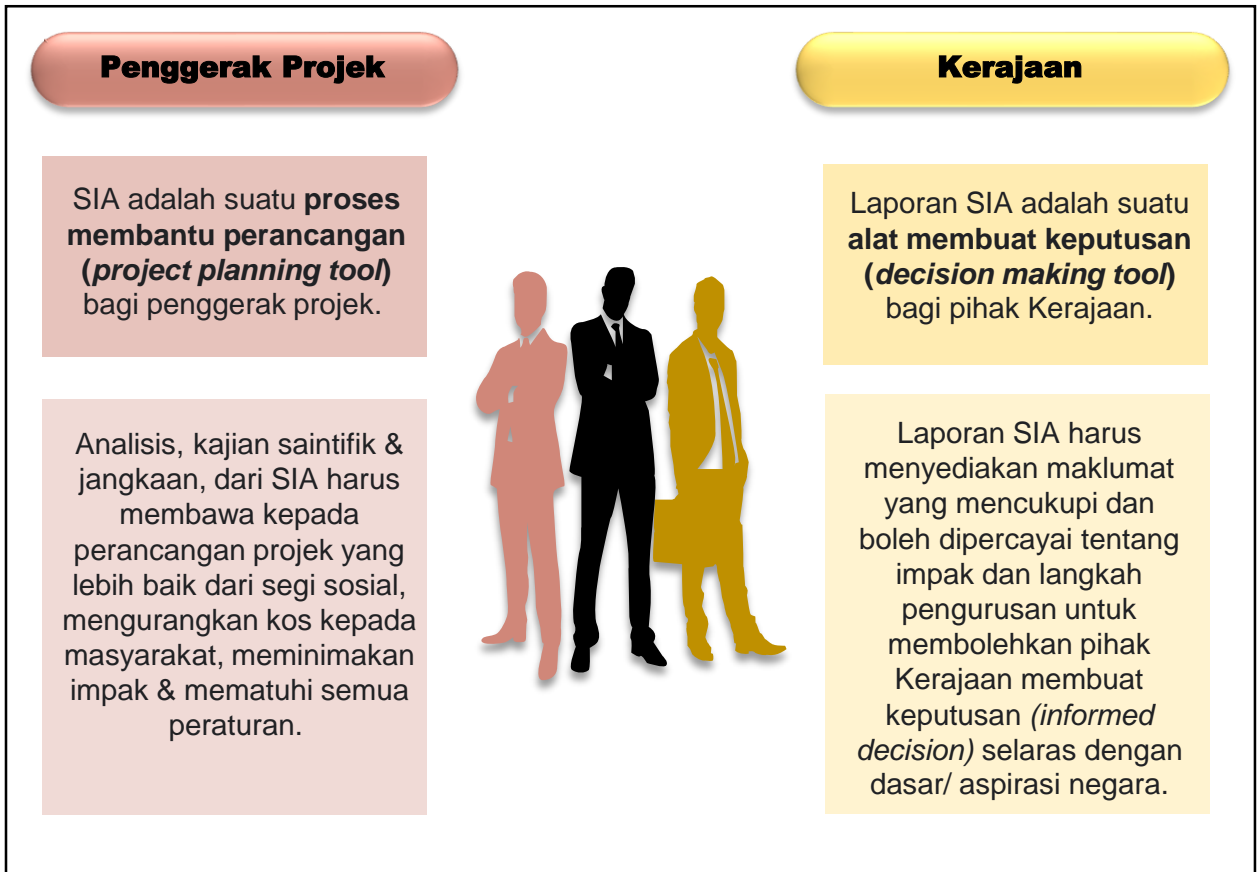 Penggerak Projek
SIA adalah suatu proses
membantu perancangan
(project planning tool)
bagi penggerak projek.
Analisis, kajian saintifik &
jangkaan, dari SIA harus
membawa kepada
perancangan projek yang
lebih baik dari segi sosial,
mengurangkan kos kepada
masyarakat, meminimakan
impak & mematuhi semua
peraturan.
Kerajaan
Laporan SIA adalah suatu
alat membuat keputusan
(decision making tool)
bagi pihak Kerajaan.
Laporan SIA harus
menyediakan maklumat
yang mencukupi dan
boleh dipercayai tentang
impak dan langkah
pengurusan untuk
membolehkan pihak
Kerajaan membuat
keputusan (informed
decision) selaras dengan
dasar/ aspirasi negara.